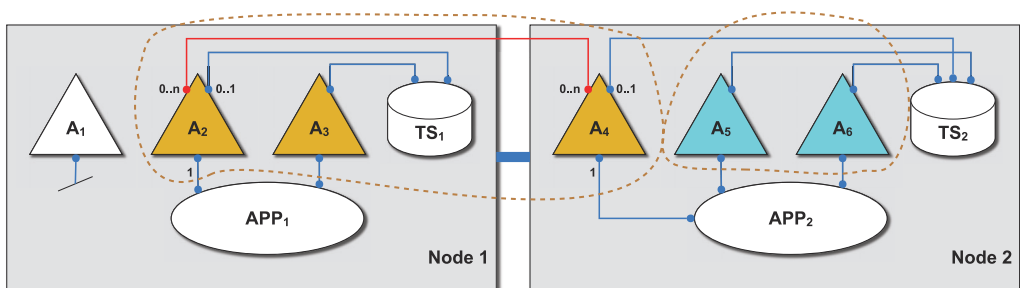 0..n
0..1
0..n
0..1
A1
A2
A3
TS1
A4
A5
A6
TS2
1
1
APP1
APP2
Node 1
Node 2